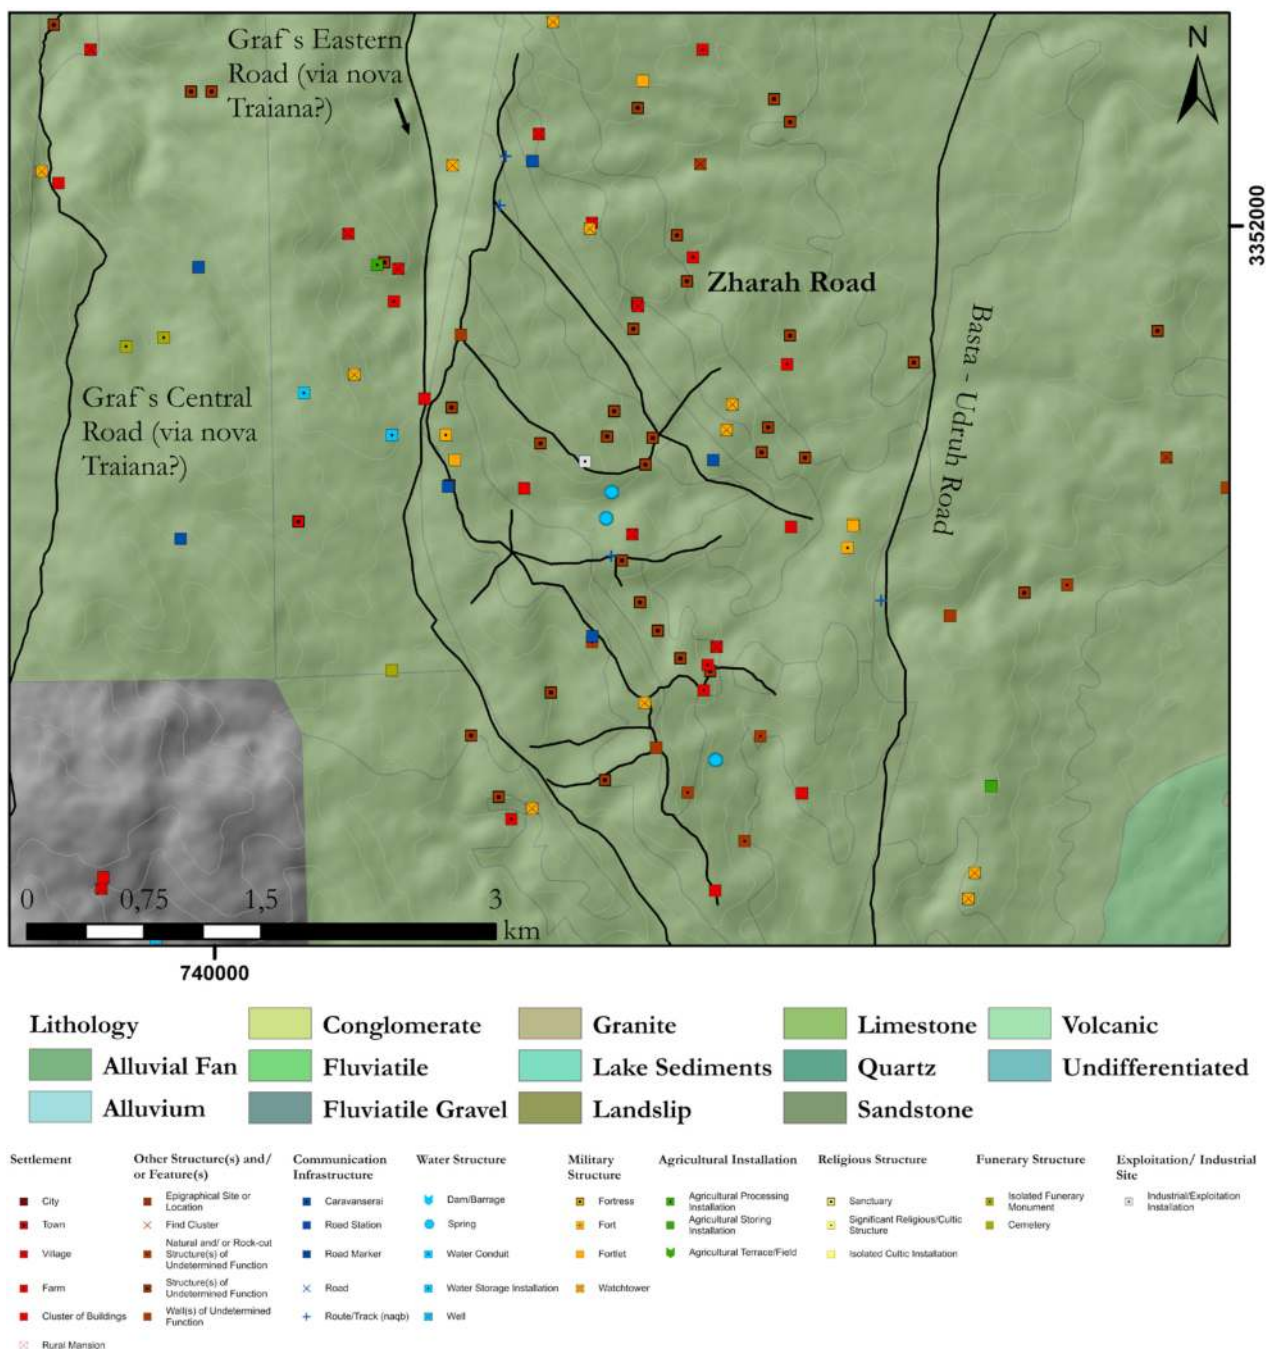 Graf`s Eastern
Road (via nova
Traiana?)
N
3352000
Zharah Road
Basta - Udruh Road
Graf`s Central
Road (via nova
Traiana?)
0 0,75 1,5 3
km
740000
Lithology
Conglomerate
Granite
Limestone
Volcanic
Alluvial Fan
Fluviatile
Lake Sediments
Quartz
Undifferentiated
Alluvium
Fluviatile Gravel
Landslip
Sandstone
Settlement
City
Town
Village
Farm
Cluster of Buildings
Rural Mansion
Other Structure(s) and/
or Feature(s)
Epigraphical Site or
Location
Find Cluster
Natural and/ or Rock-cut
Structure(s) of
Undetermined Function
Structure(s) of
Undetermined Function
Wall(s) of Undetermined
Function
Communication
Infrastructure
Caravanserai
Road Station
Road Marker
Road
Route/Track (naqb)
Water Structure
Dam/Barrage
Spring
Water Conduit
Water Storage Installation
Well
Military
Structure
Fortress
Fort
Fortlet
Watchtower
Agricultural Installation
Agricultural Processing
Installation
Agricultural Storing
Installation
Agricultural Terrace/Field
Religious Structure
Sanctuary
Significant Religious/Cultic
Structure
Isolated Cultic Installation
Funerary Structure
Isolated Funerary
Monument
Cemetery
Exploitation/ Industrial
Site
Industrial/Exploitation
Installation